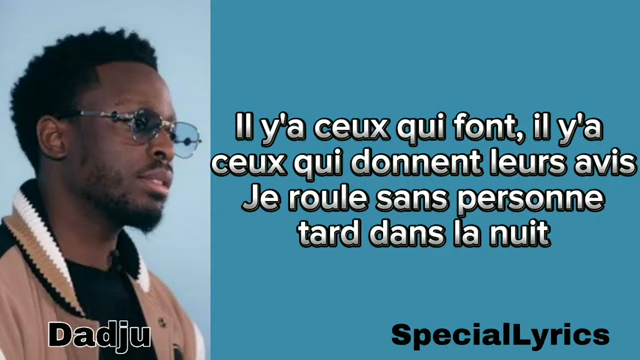 Il y'a ceux qui font, il y'a
ceux qui donnent leurs avis
Je roule sans personne
tard dans la nuit
Dadju
SpecialLyrics